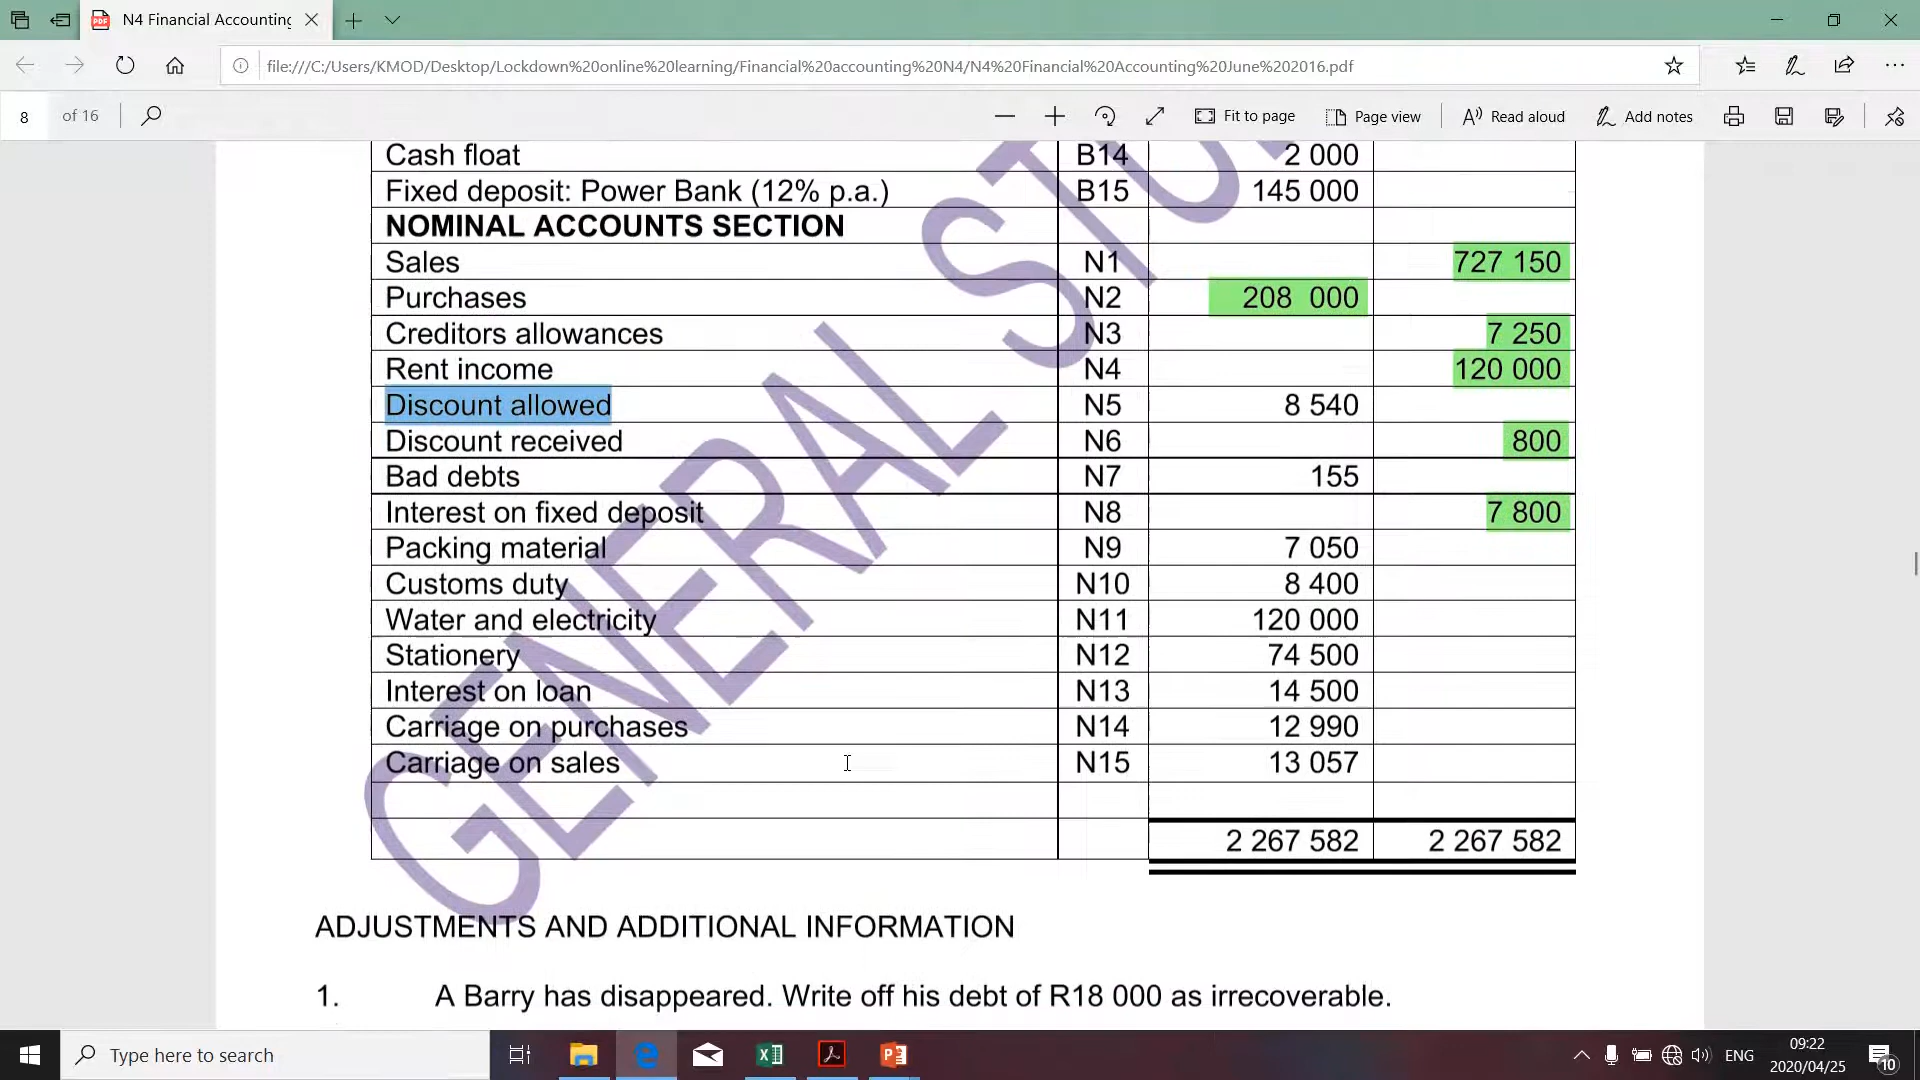 N4 Financial Accounting
file:///C:/Users/KMOD/Desktop/Lockdown%20online%20learning/Financial%20accounting%20N4/N4%20Financial%20Accounting%20June%202016.pdf
8 of 16 Fit to page Page view Read aloud Add notes
Cash float B14 2 000
Fixed deposit: Power Bank (12% p.a.) B15 145 000
NOMINAL ACCOUNTS SECTION
Sales N1 727 150
Purchases N2 208 000
Creditors allowances N3 7 250
Rent income N4 120 000
Discount allowed N5 8 540
Discount received N6 800
Bad debts N7 155
Interest on fixed deposit N8 7 800
Packing material N9 7 050
Customs duty N10 8 400
Water and electricity N11 120 000
Stationery N12 74 500
Interest on loan N13 14 500
Carriage on purchases N14 12 990
Carriage on sales N15 13 057
2 267 582 2 267 582
GENERAL STU
ADJUSTMENTS AND ADDITIONAL INFORMATION
1. A Barry has disappeared. Write off his debt of R18 000 as irrecoverable.
Type here to search ENG 09:22
2020/04/25 10